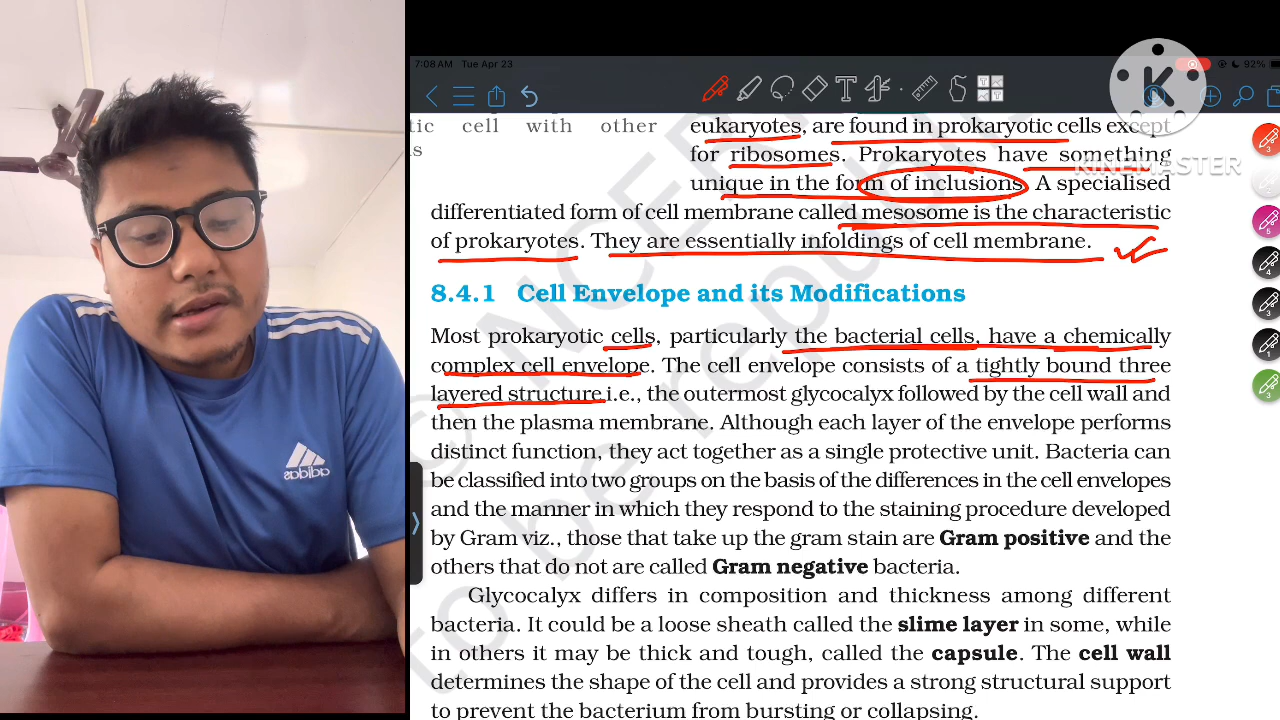 7:08 AM Tue Apr 23
92%
K
KINEMASTER
tic cell with other
s
eukaryotes, are found in prokaryotic cells except
for ribosomes. Prokaryotes have something
unique in the form of inclusions. A specialised
differentiated form of cell membrane called mesosome is the characteristic
of prokaryotes. They are essentially infoldings of cell membrane.
8.4.1 Cell Envelope and its Modifications
Most prokaryotic cells, particularly the bacterial cells, have a chemically
complex cell envelope. The cell envelope consists of a tightly bound three
layered structure i.e., the outermost glycocalyx followed by the cell wall and
then the plasma membrane. Although each layer of the envelope performs
distinct function, they act together as a single protective unit. Bacteria can
be classified into two groups on the basis of the differences in the cell envelopes
and the manner in which they respond to the staining procedure developed
by Gram viz., those that take up the gram stain are Gram positive and the
others that do not are called Gram negative bacteria.
Glycocalyx differs in composition and thickness among different
bacteria. It could be a loose sheath called the slime layer in some, while
in others it may be thick and tough, called the capsule. The cell wall
determines the shape of the cell and provides a strong structural support
to prevent the bacterium from bursting or collapsing.
© NCERT
to be repu
adidas
3
5
4
3
1
3